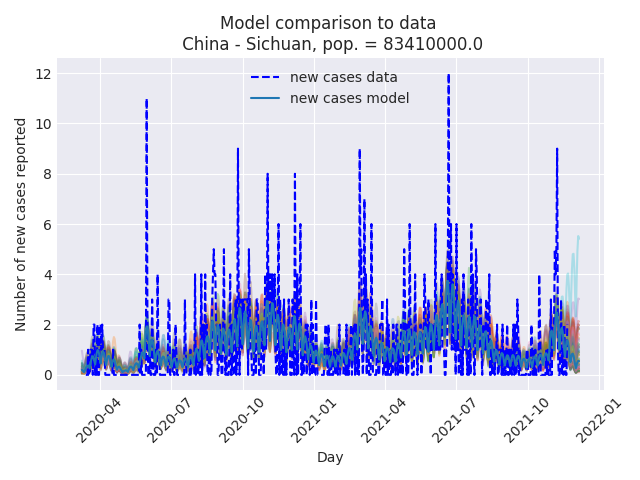 Model comparison to data
China - Sichuan, pop. = 83410000.0
new cases data
new cases model
Number of new cases reported
12
10
8
6
4
2
0
2020-04
2020-07
2020-10
2021-01
2021-04
2021-07
2021-10
2022-01
Day